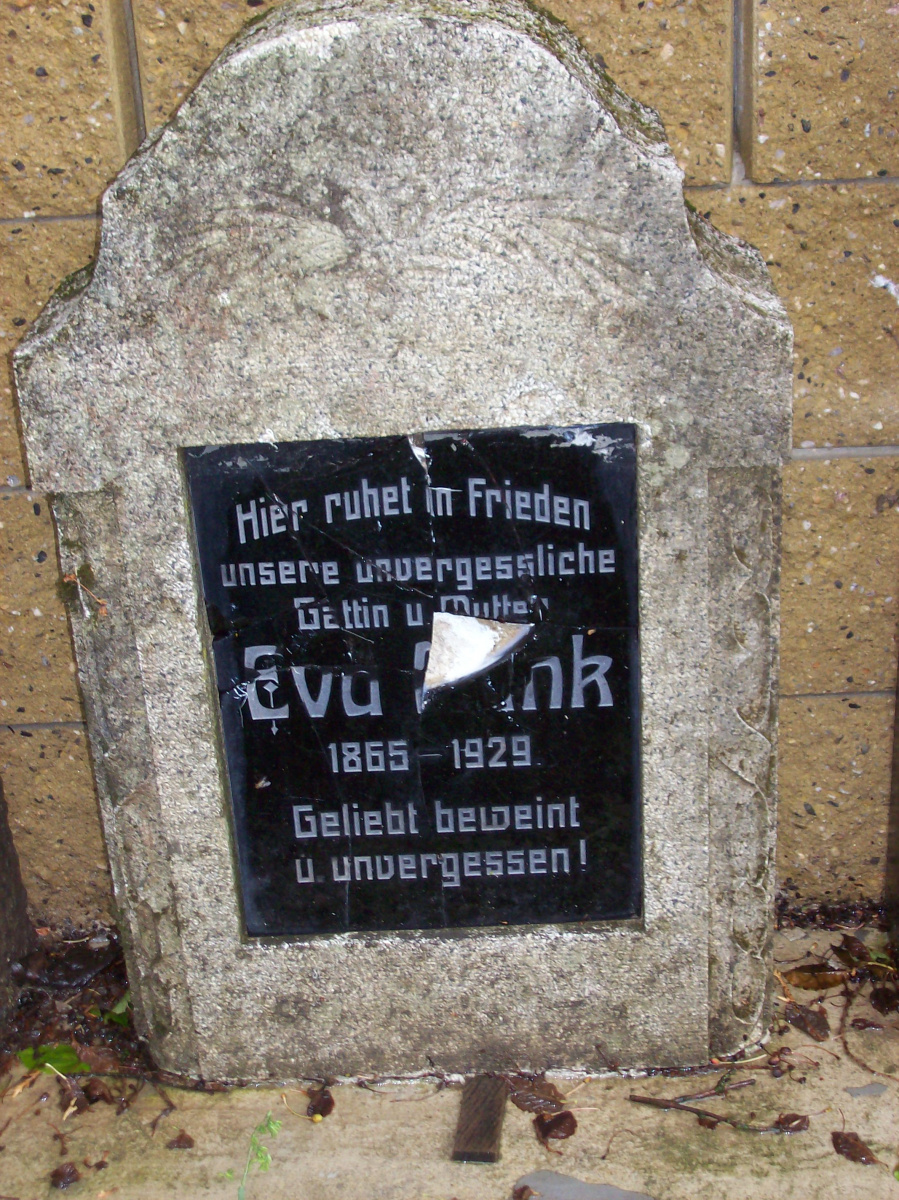 Hier ruhet in Frieden
unsere unvergessliche
Gattin u Mutter
Eva
1865 – 1929
Geliebt beweint
u. unvergessen!